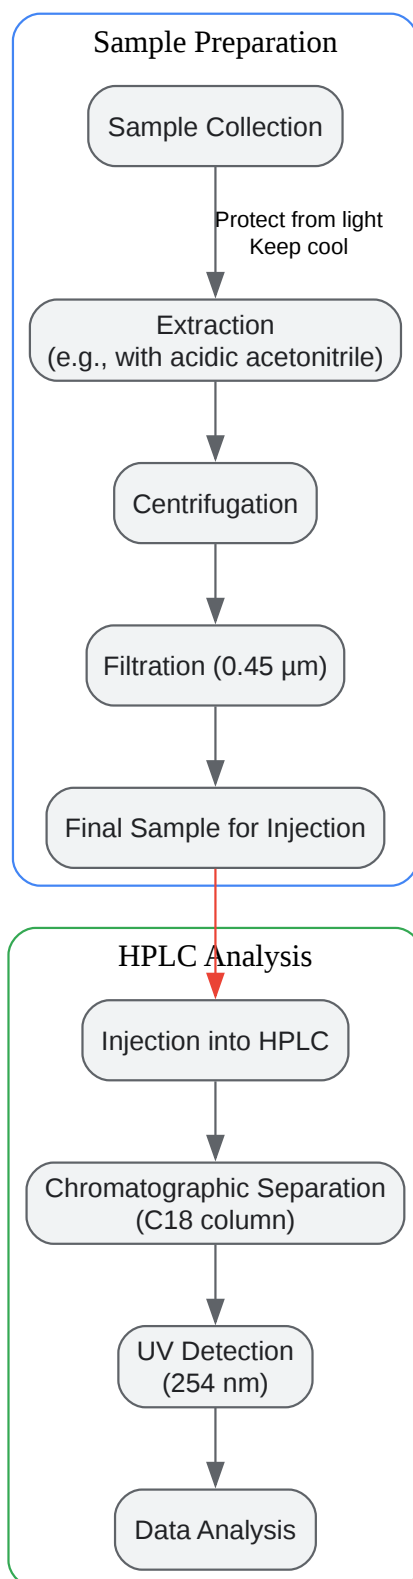 Sample Preparation
Sample Collection
Protect from light
Keep cool
Extraction
(e.g., with acidic acetonitrile)
Centrifugation
Filtration (0.45 µm)
Final Sample for Injection
HPLC Analysis
Injection into HPLC
Chromatographic Separation
(C18 column)
UV Detection
(254 nm)
Data Analysis